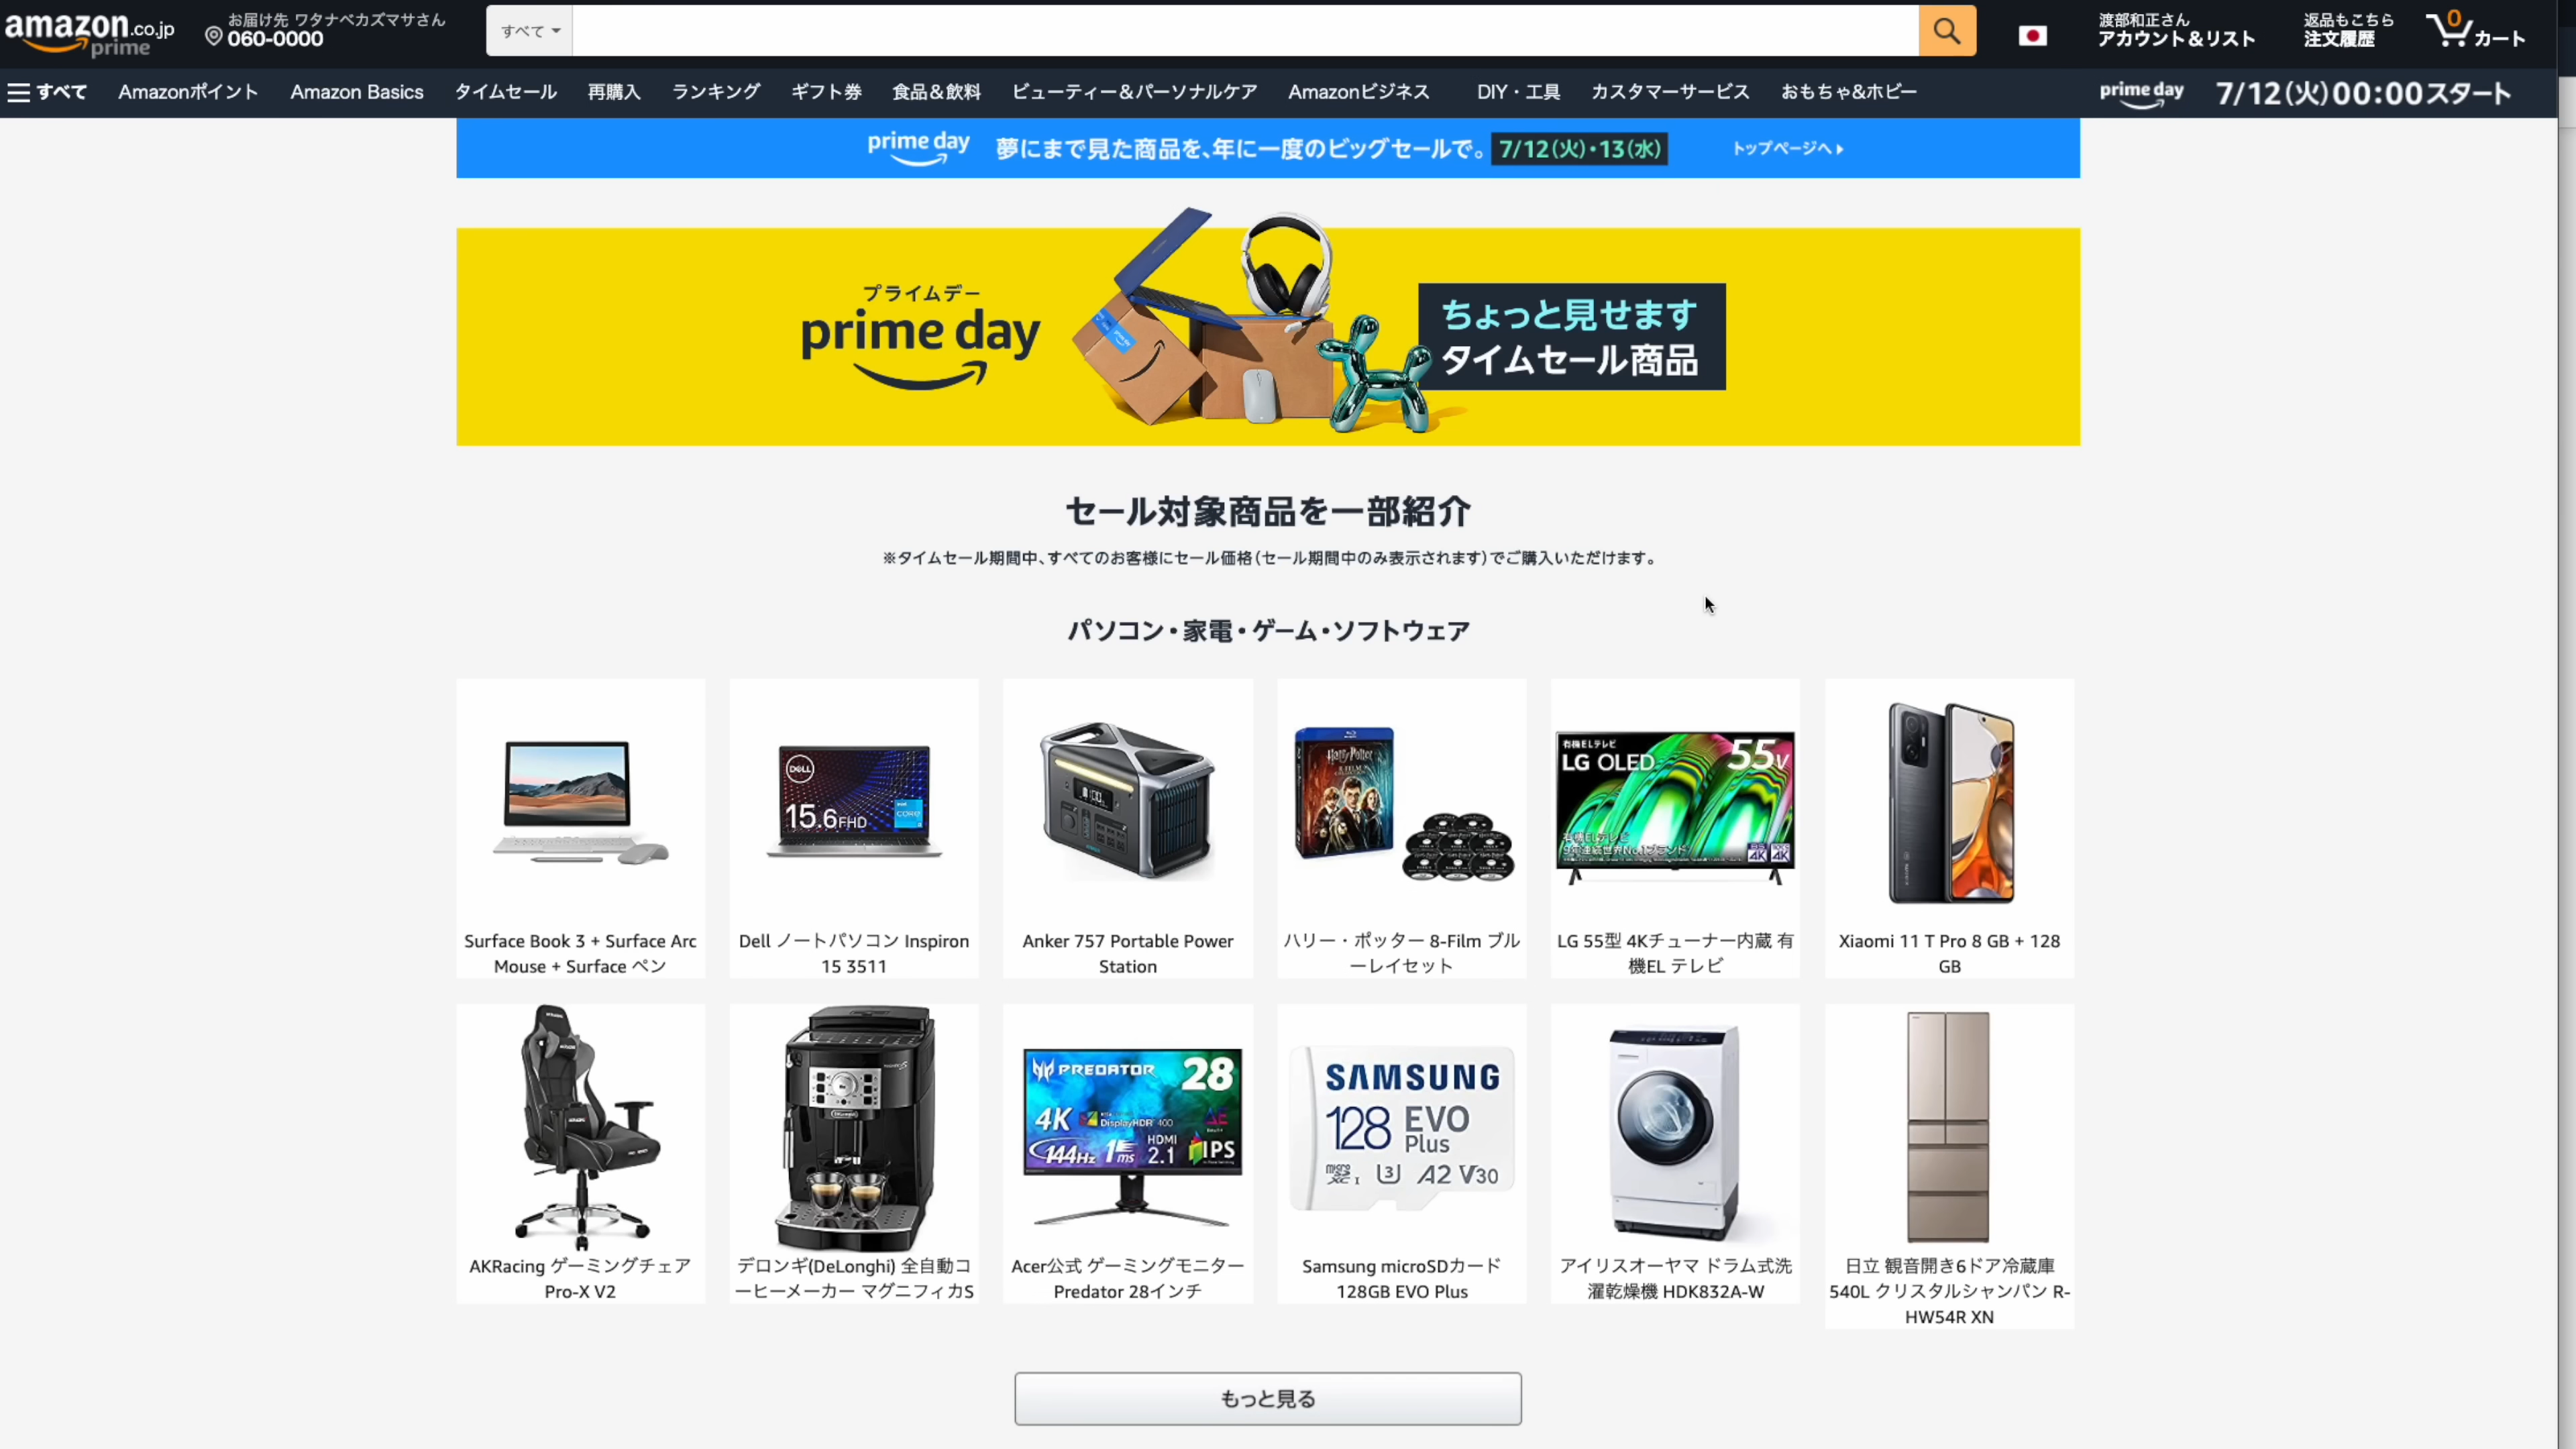 amazon.co.jp
prime
お届け先 ワタナベカズマサさん
060-0000
すべて
渡部和正さん
アカウント＆リスト
返品もこちら
注文履歴
0
カート
すべて
Amazonポイント
Amazon Basics
タイムセール
再購入
ランキング
ギフト券
食品＆飲料
ビューティー＆パーソナルケア
Amazonビジネス
DIY・工具
カスタマーサービス
おもちゃ&ホビー
prime day
7/12(火)00:00スタート
prime day
夢にまで見た商品を、年に一度のビッグセールで。
7/12(火)・13(水)
トップページへ
プライムデー
prime day
ちょっと見せます
タイムセール商品
セール対象商品を一部紹介
※タイムセール期間中、すべてのお客様にセール価格(セール期間中のみ表示されます)でご購入いただけます。
パソコン・家電・ゲーム・ソフトウェア
DELL
15.6FHD
intel
CORE
Harry Potter
有機ELテレビ
LG OLED
55V
4K
4K
Surface Book 3 + Surface Arc
Mouse + Surface ペン
Dell ノートパソコン Inspiron
15 3511
Anker 757 Portable Power
Station
ハリー・ポッター 8-Film ブル
ーレイセット
LG 55型 4Kチューナー内蔵 有
機EL テレビ
Xiaomi 11 T Pro 8 GB + 128
GB
PREDATOR
28
4K
DisplayHDR 400
144Hz
1ms
HDMI
2.1
IPS
SAMSUNG
128
EVO
Plus
micro
SDXC I
U3
A2
V30
AKRacing ゲーミングチェア
Pro-X V2
デロンギ(DeLonghi) 全自動コ
ーヒーメーカー マグニフィカS
Acer公式 ゲーミングモニター
Predator 28インチ
Samsung microSDカード
128GB EVO Plus
アイリスオーヤマ ドラム式洗
濯乾燥機 HDK832A-W
日立 観音開き6ドア冷蔵庫
540L クリスタルシャンパン R-
HW54R XN
もっと見る